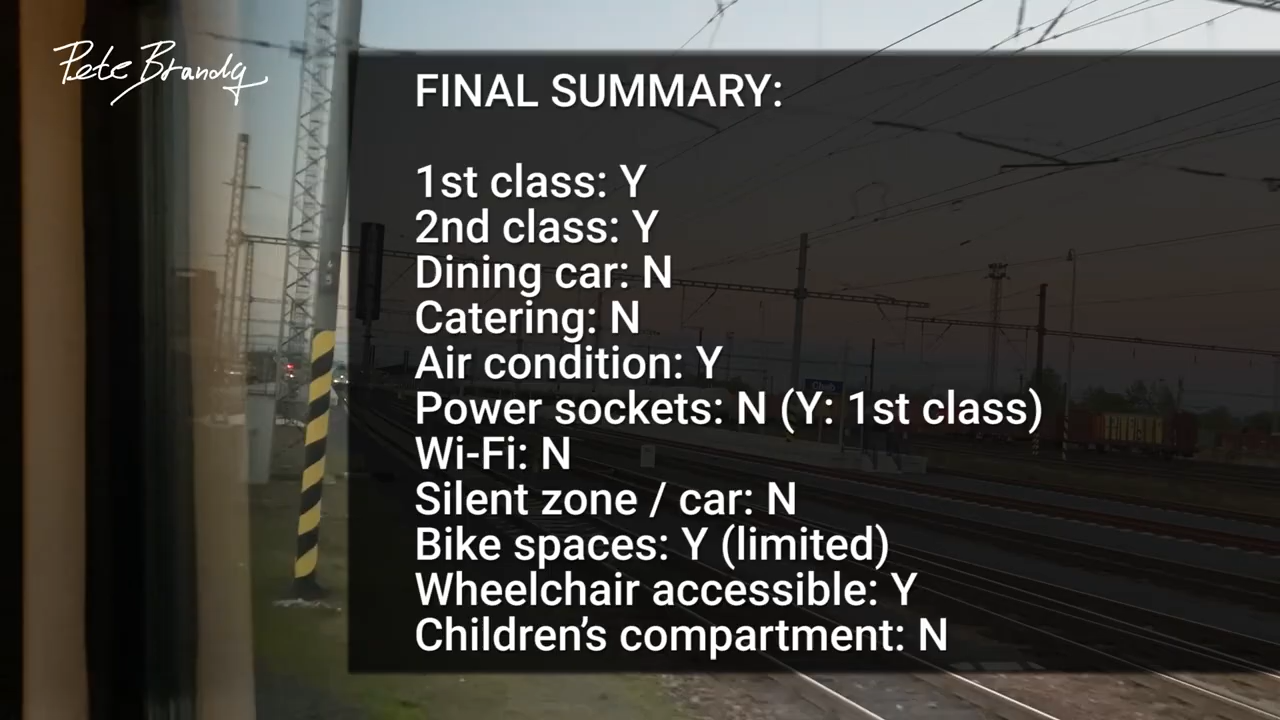 Pete Brandy
FINAL SUMMARY:
1st class: Y
2nd class: Y
Dining car: N
Catering: N
Air condition: Y
Power sockets: N (Y: 1st class)
Wi-Fi: N
Silent zone / car: N
Bike spaces: Y (limited)
Wheelchair accessible: Y
Children's compartment: N
Cheb